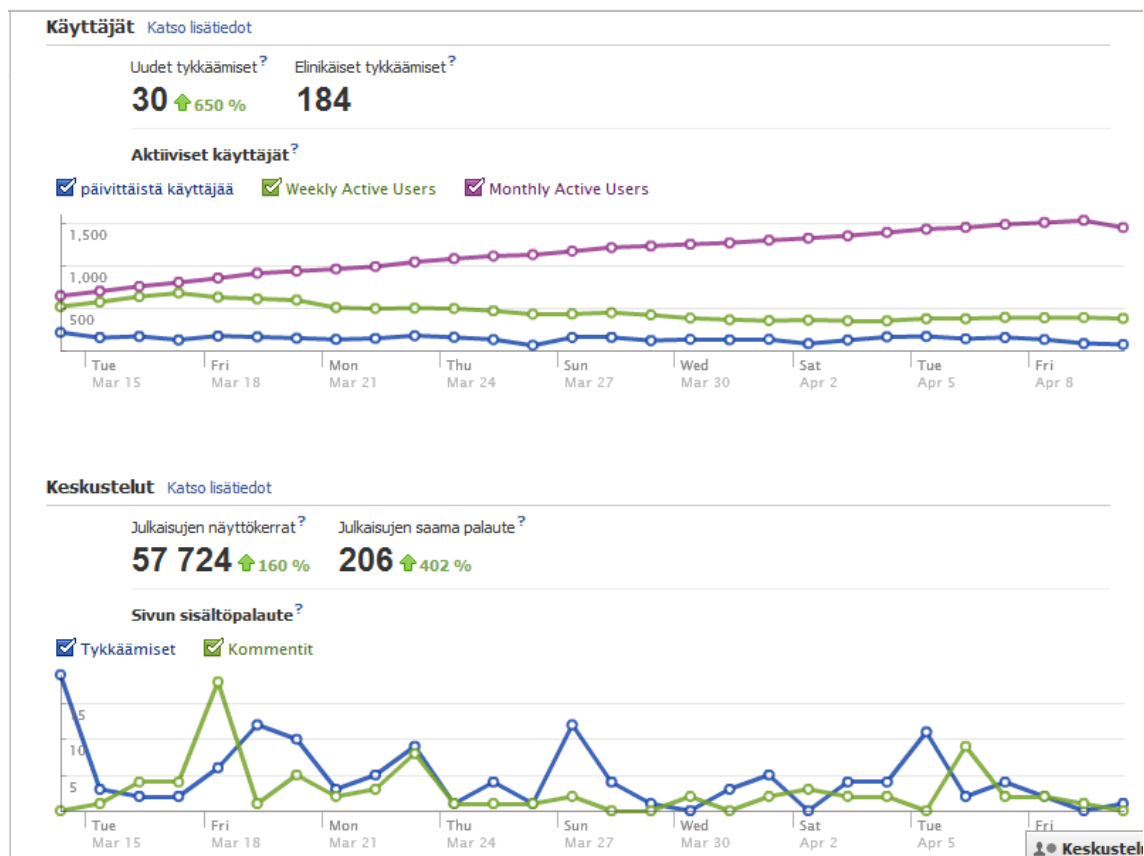 Käyttäjät Katso lisätiedot
Uudet tykkäämiset? Elinikäiset tykkäämiset?
30 650 % 184
Aktiiviset käyttäjät?
päivittäistä käyttäjää Weekly Active Users Monthly Active Users
1,500
1,000
500
Tue Fri Mon Thu Sun Wed Sat Tue Fri
Mar 15 Mar 18 Mar 21 Mar 24 Mar 27 Mar 30 Apr 2 Apr 5 Apr 8
Keskustelut Katso lisätiedot
Julkaisujen näyttökerrat? Julkaisujen saama palaute?
57 724 160 % 206 402 %
Sivun sisältöpalaute?
Tykkäämiset Kommentit
15
10
5
Tue Fri Mon Thu Sun Wed Sat Tue Fri
Mar 15 Mar 18 Mar 21 Mar 24 Mar 27 Mar 30 Apr 2 Apr 5
Keskustelu